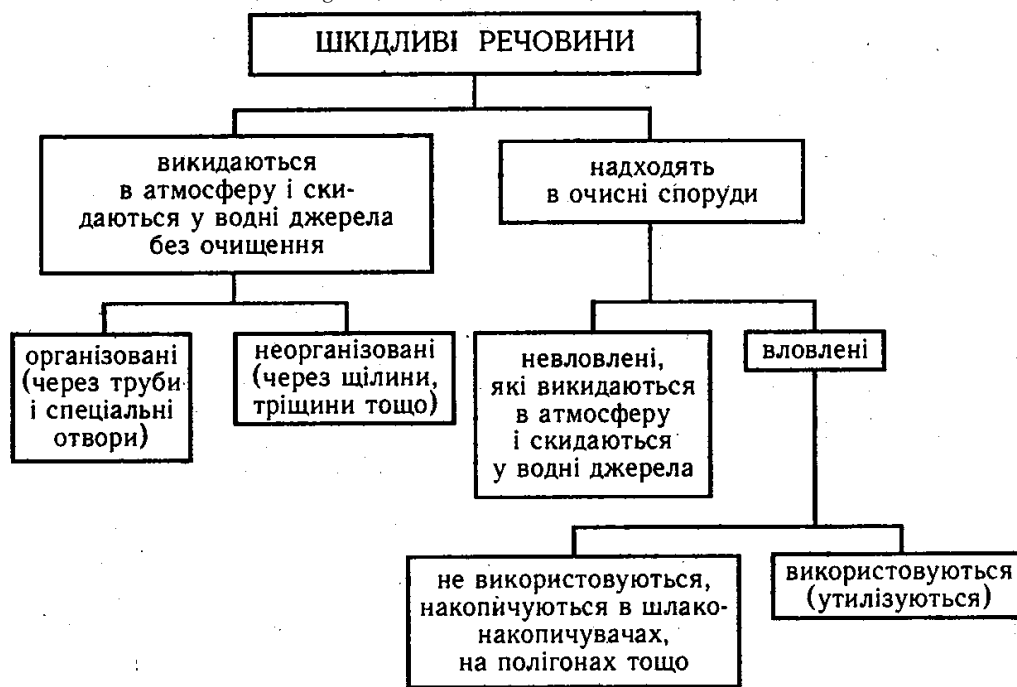 ШКІДЛИВІ РЕЧОВИНИ
викидаються
в атмосферу і ски-
даються у водні джерела
без очищення
надходять
в очисні споруди
організовані
(через труби
і спеціальні
отвори)
неорганізовані
(через щілини,
тріщини тощо)
невловлені,
які викидаються
в атмосферу
і скидаються
у водні джерела
вловлені
не використовуються,
накопичуються в шлако-
накопичувачах,
на полігонах тощо
використовуються
(утилізуються)